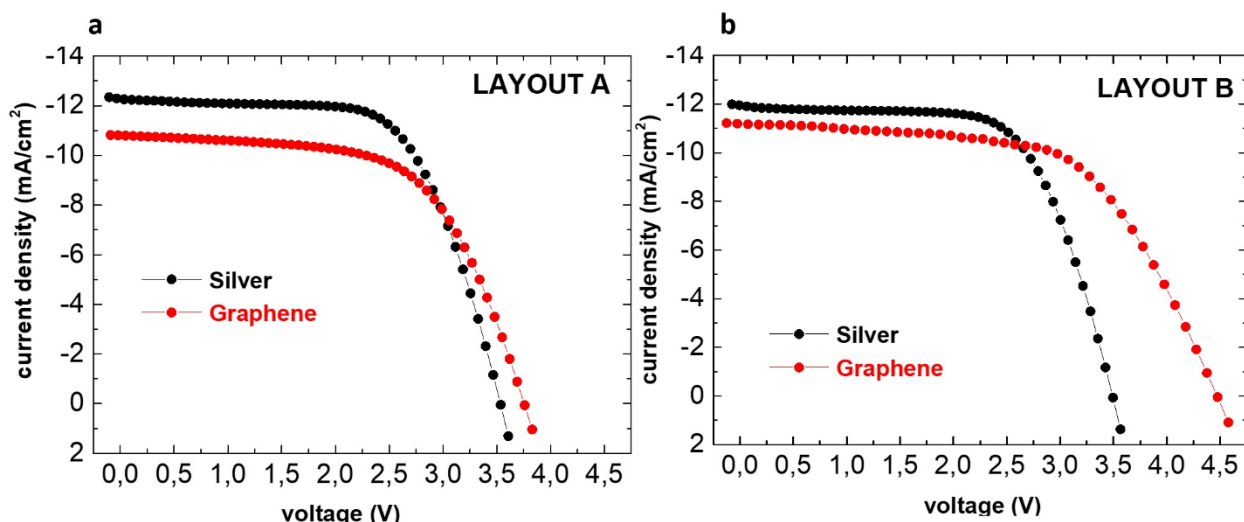 a
-14
-12
-10
-8
-6
-4
-2
0
2
current density (mA/cm²)
LAYOUT A
Silver
Graphene
0,0 0,5 1,0 1,5 2,0 2,5 3,0 3,5 4,0 4,5
voltage (V)
b
-14
-12
-10
-8
-6
-4
-2
0
2
current density (mA/cm²)
LAYOUT B
Silver
Graphene
0,0 0,5 1,0 1,5 2,0 2,5 3,0 3,5 4,0 4,5
voltage (V)